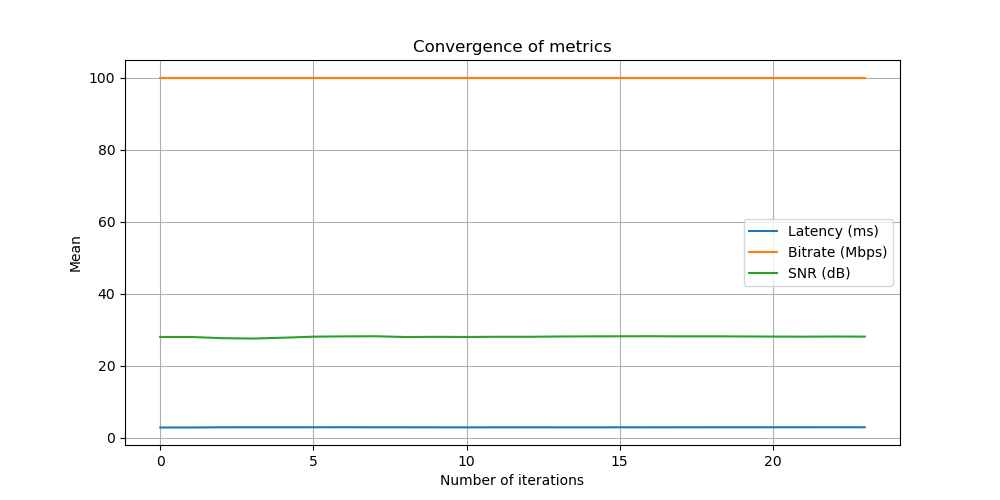 Convergence of metrics
100
80
60
40
20
0
Mean
Latency (ms)
Bitrate (Mbps)
SNR (dB)
0 5 10 15 20
Number of iterations